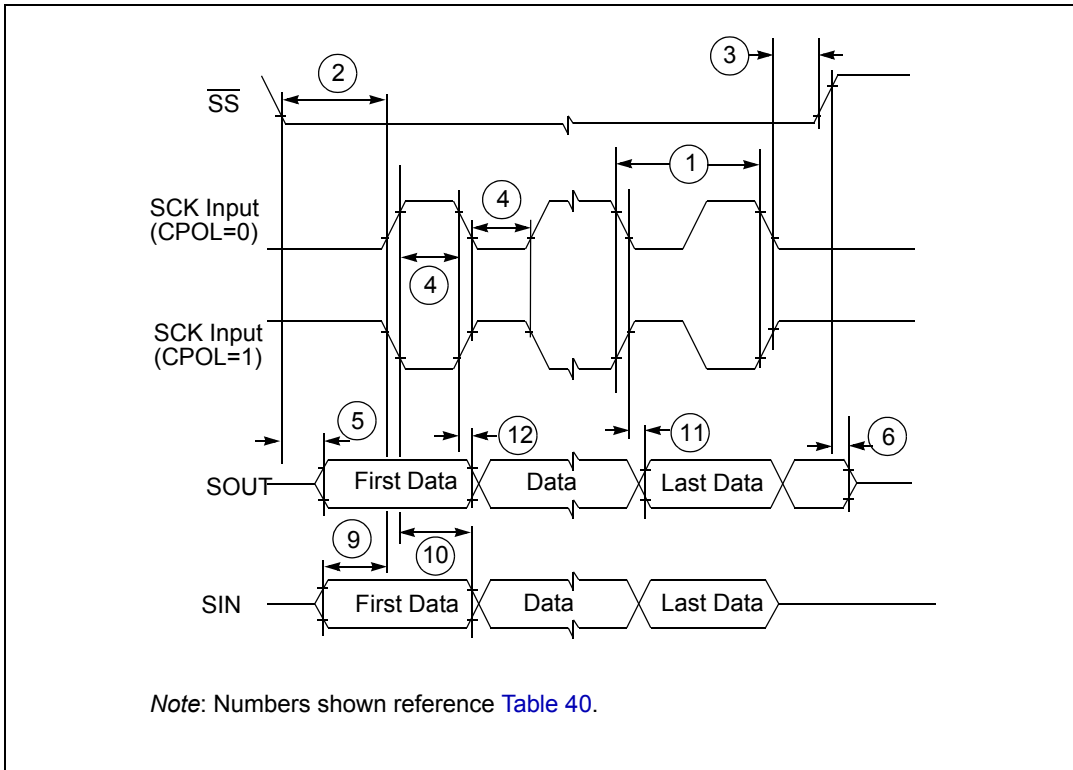 2
3
SS
1
SCK Input
(CPOL=0)
4
4
SCK Input
(CPOL=1)
5
12
11
6
SOUT
First Data
Data
Last Data
9
10
SIN
First Data
Data
Last Data
Note: Numbers shown reference Table 40.